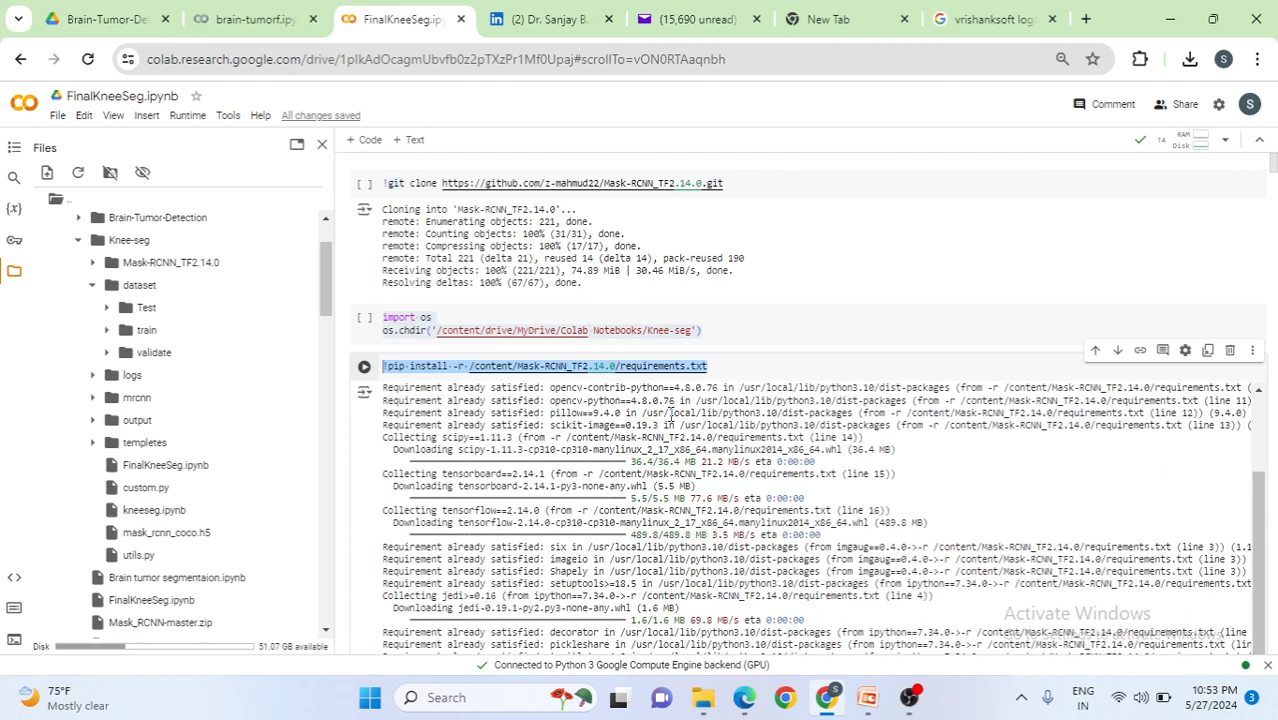 Brain-Tumor-De
brain-tumorf.ipy
FinalKneeSeg.ipyn
(2) Dr. Sanjay B.
(15,690 unread)
New Tab
vrishanksoft log
colab.research.google.com/drive/1pIkAdOcagmUbvfb0z2pTXzPr1Mf0Upaj#scrollTo=vON0RTAaqnbh
S
CO
FinalKneeSeg.ipynb
File Edit View Insert Runtime Tools Help All changes saved
Comment Share S
Files
+ Code + Text
T4 RAM Disk
..
Brain-Tumor-Detection
Knee-seg
Mask-RCNN_TF2.14.0
dataset
Test
train
validate
logs
mrcnn
output
templetes
FinalKneeSeg.ipynb
custom.py
kneeseg.ipynb
mask_rcnn_coco.h5
utils.py
Brain tumor segmentaion.ipynb
FinalKneeSeg.ipynb
Mask_RCNN-master.zip
Disk 51.07 GB available
[ ] !git clone https://github.com/z-mahmud22/Mask-RCNN_TF2.14.0.git
Cloning into 'Mask-RCNN_TF2.14.0'...
remote: Enumerating objects: 221, done.
remote: Counting objects: 100% (31/31), done.
remote: Compressing objects: 100% (17/17), done.
remote: Total 221 (delta 21), reused 14 (delta 14), pack-reused 190
Receiving objects: 100% (221/221), 74.89 MiB | 30.46 MiB/s, done.
Resolving deltas: 100% (67/67), done.
[ ] import os
os.chdir('/content/drive/MyDrive/Colab Notebooks/Knee-seg')
!pip install -r /content/Mask-RCNN_TF2.14.0/requirements.txt
Requirement already satisfied: opencv-contrib-python==4.8.0.76 in /usr/local/lib/python3.10/dist-packages (from -r /content/Mask-RCNN_TF2.14.0/requirements.txt (
Requirement already satisfied: opencv-python==4.8.0.76 in /usr/local/lib/python3.10/dist-packages (from -r /content/Mask-RCNN_TF2.14.0/requirements.txt (line 11)
Requirement already satisfied: pillow==9.4.0 in /usr/local/lib/python3.10/dist-packages (from -r /content/Mask-RCNN_TF2.14.0/requirements.txt (line 12)) (9.4.0)
Requirement already satisfied: scikit-image==0.19.3 in /usr/local/lib/python3.10/dist-packages (from -r /content/Mask-RCNN_TF2.14.0/requirements.txt (line 13)) (
Collecting scipy==1.11.3 (from -r /content/Mask-RCNN_TF2.14.0/requirements.txt (line 14))
Downloading scipy-1.11.3-cp310-cp310-manylinux_2_17_x86_64.manylinux2014_x86_64.whl (36.4 MB)
36.4/36.4 MB 21.2 MB/s eta 0:00:00
Collecting tensorboard==2.14.1 (from -r /content/Mask-RCNN_TF2.14.0/requirements.txt (line 15))
Downloading tensorboard-2.14.1-py3-none-any.whl (5.5 MB)
5.5/5.5 MB 77.6 MB/s eta 0:00:00
Collecting tensorflow==2.14.0 (from -r /content/Mask-RCNN_TF2.14.0/requirements.txt (line 16))
Downloading tensorflow-2.14.0-cp310-cp310-manylinux_2_17_x86_64.manylinux2014_x86_64.whl (489.8 MB)
489.8/489.8 MB 3.5 MB/s eta 0:00:00
Requirement already satisfied: six in /usr/local/lib/python3.10/dist-packages (from imgaug==0.4.0->-r /content/Mask-RCNN_TF2.14.0/requirements.txt (line 3)) (1.1
Requirement already satisfied: imageio in /usr/local/lib/python3.10/dist-packages (from imgaug==0.4.0->-r /content/Mask-RCNN_TF2.14.0/requirements.txt (line 3))
Requirement already satisfied: Shapely in /usr/local/lib/python3.10/dist-packages (from imgaug==0.4.0->-r /content/Mask-RCNN_TF2.14.0/requirements.txt (line 3))
Requirement already satisfied: setuptools>=18.5 in /usr/local/lib/python3.10/dist-packages (from ipython==7.34.0->-r /content/Mask-RCNN_TF2.14.0/requirements.txt
Collecting jedi>=0.16 (from ipython==7.34.0->-r /content/Mask-RCNN_TF2.14.0/requirements.txt (line 4))
Downloading jedi-0.19.1-py2.py3-none-any.whl (1.6 MB)
1.6/1.6 MB 69.8 MB/s eta 0:00:00
Requirement already satisfied: decorator in /usr/local/lib/python3.10/dist-packages (from ipython==7.34.0->-r /content/Mask-RCNN_TF2.14.0/requirements.txt (line
Requirement already satisfied: pickleshare in /usr/local/lib/python3.10/dist-packages (from ipython==7.34.0->-r /content/Mask-RCNN_TF2.14.0/requirements.txt (li
Activate Windows
Connected to Python 3 Google Compute Engine backend (GPU)
75°F
Mostly clear
Search
ENG
IN
10:53 PM
5/27/2024
3